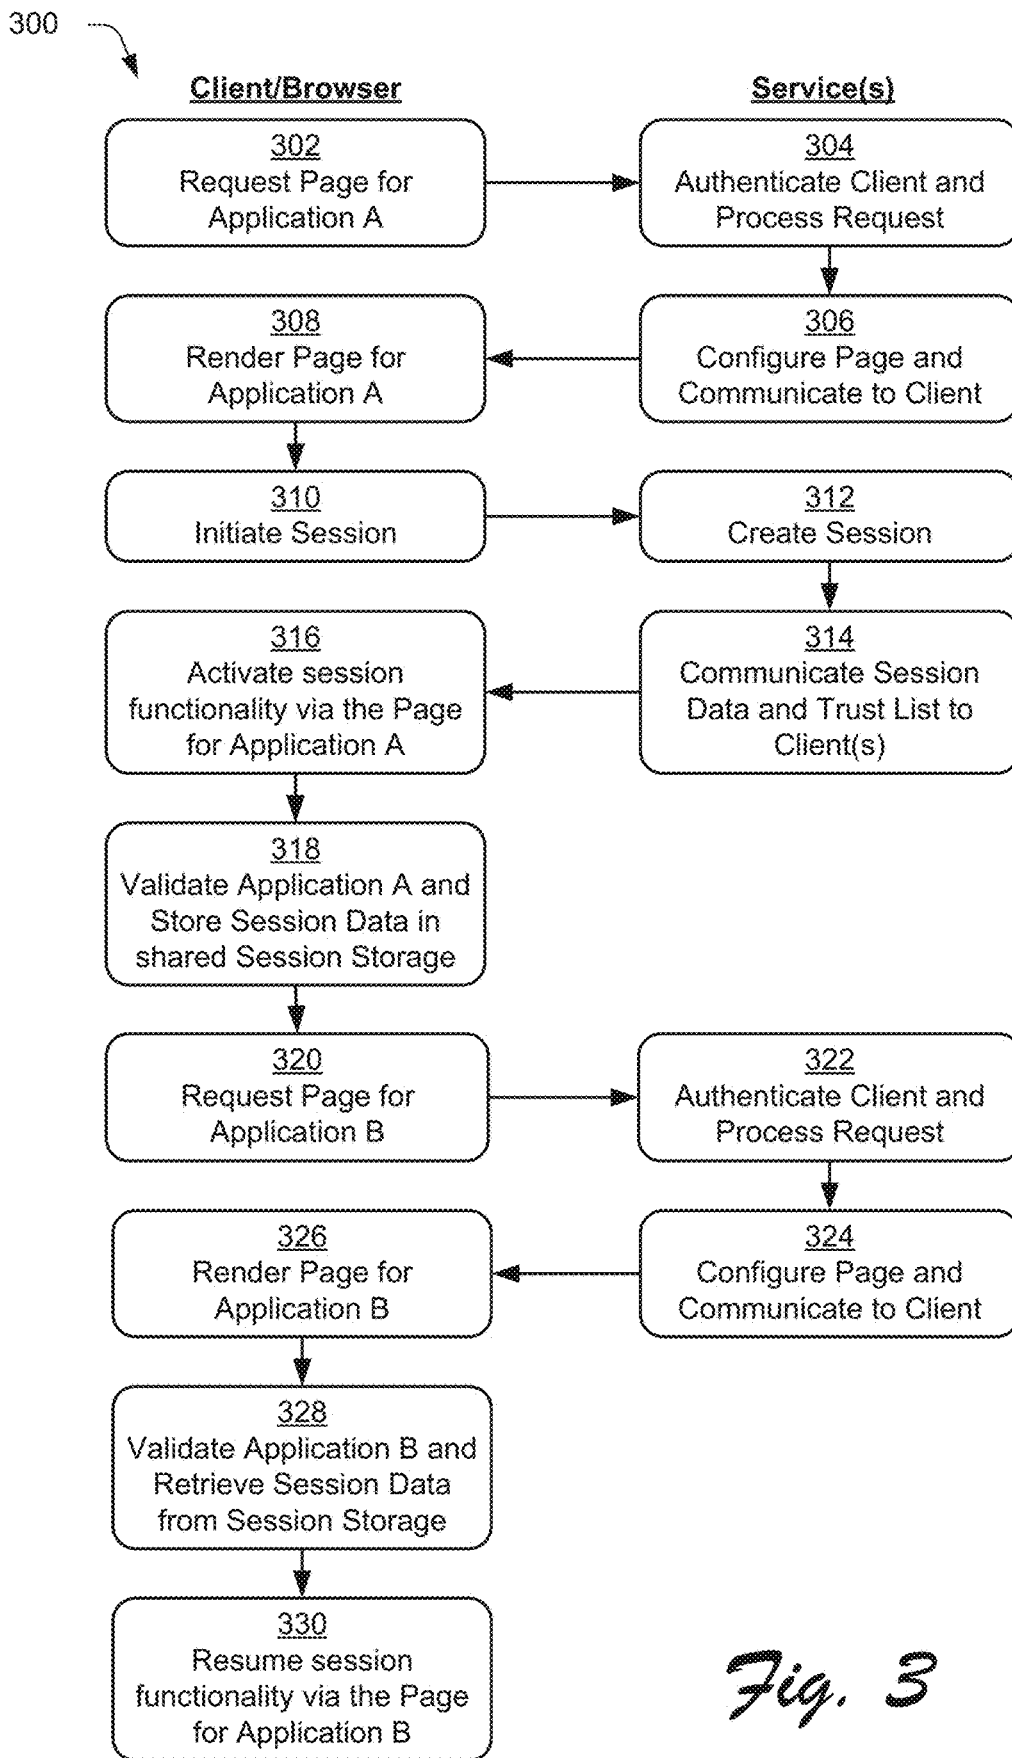 300
Client/Browser
Service(s)
302
Request Page for
Application A
304
Authenticate Client and
Process Request
308
Render Page for
Application A
306
Configure Page and
Communicate to Client
310
Initiate Session
312
Create Session
316
Activate session
functionality via the Page
for Application A
314
Communicate Session
Data and Trust List to
Client(s)
318
Validate Application A and
Store Session Data in
shared Session Storage
320
Request Page for
Application B
322
Authenticate Client and
Process Request
326
Render Page for
Application B
324
Configure Page and
Communicate to Client
328
Validate Application B and
Retrieve Session Data
from Session Storage
330
Resume session
functionality via the Page
for Application B
Fig. 3